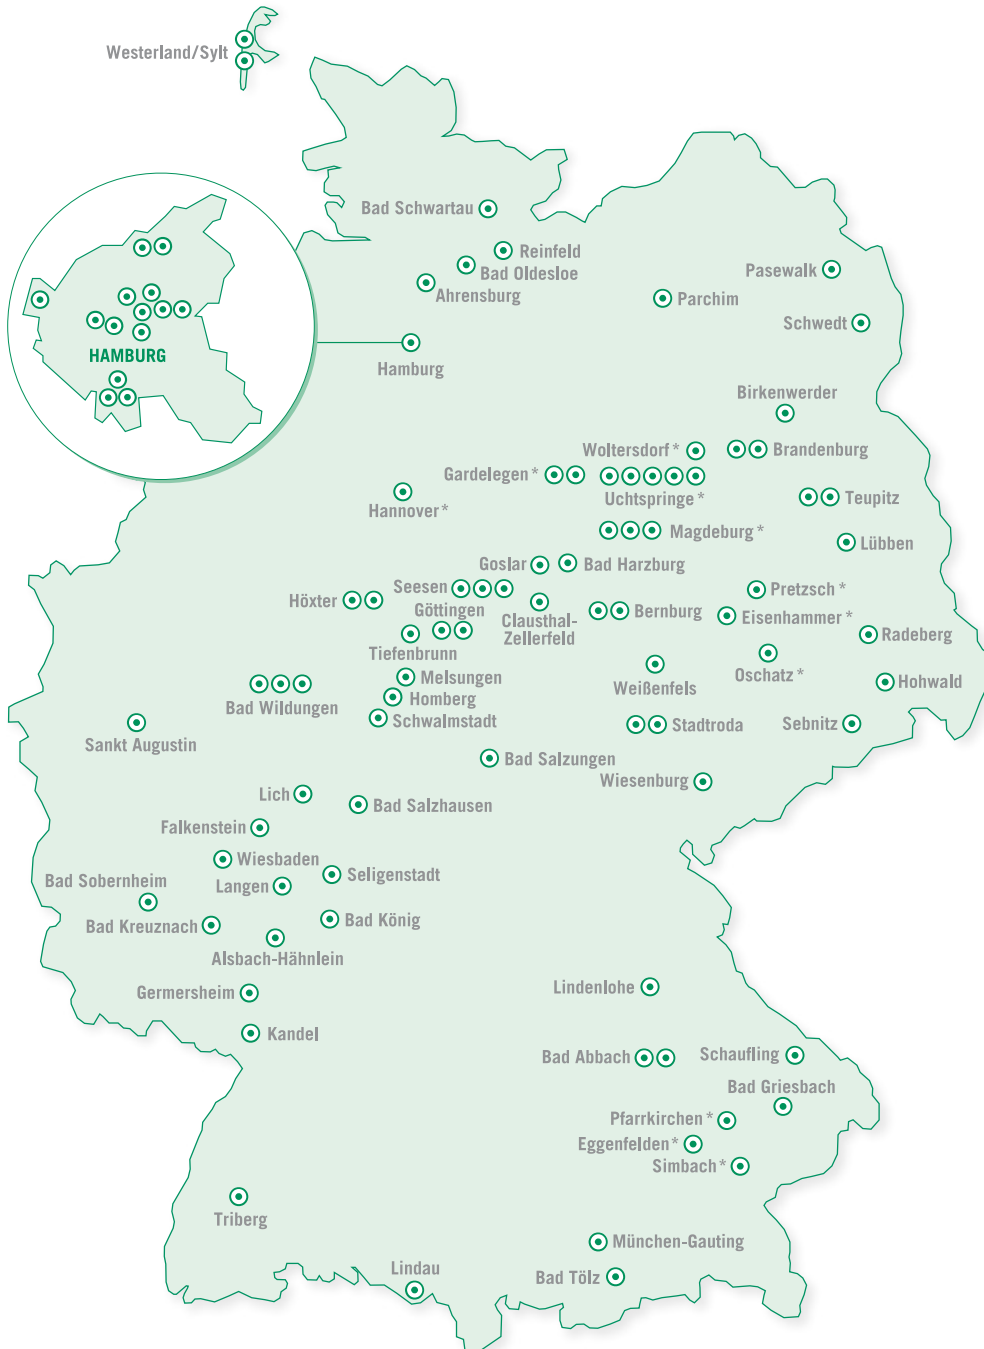 Westerland/Sylt
Bad Schwartau
Reinfeld
Bad Oldesloe
Ahrensburg
Pasewalk
Parchim
Schwedt
HAMBURG
Hamburg
Birkenwerder
Woltersdorf *
Brandenburg
Gardelegen *
Uchtspringe *
Teupitz
Hannover *
Magdeburg *
Lübben
Goslar
Bad Harzburg
Seesen
Pretzsch *
Höxter
Göttingen
Clausthal-
Zellerfeld
Bernburg
Eisenhammer *
Radeberg
Tiefenbrunn
Oschatz *
Melsungen
Weißenfels
Hohwald
Homberg
Bad Wildungen
Schwalmstadt
Stadtroda
Sebnitz
Sankt Augustin
Bad Salzungen
Wiesenburg
Lich
Bad Salzhausen
Falkenstein
Wiesbaden
Seligenstadt
Langen
Bad Sobernheim
Bad Kreuznach
Bad König
Alsbach-Hähnlein
Lindenlohe
Germersheim
Kandel
Bad Abbach
Schaufling
Bad Griesbach
Pfarrkirchen *
Eggenfelden *
Simbach *
Triberg
München-Gauting
Lindau
Bad Tölz